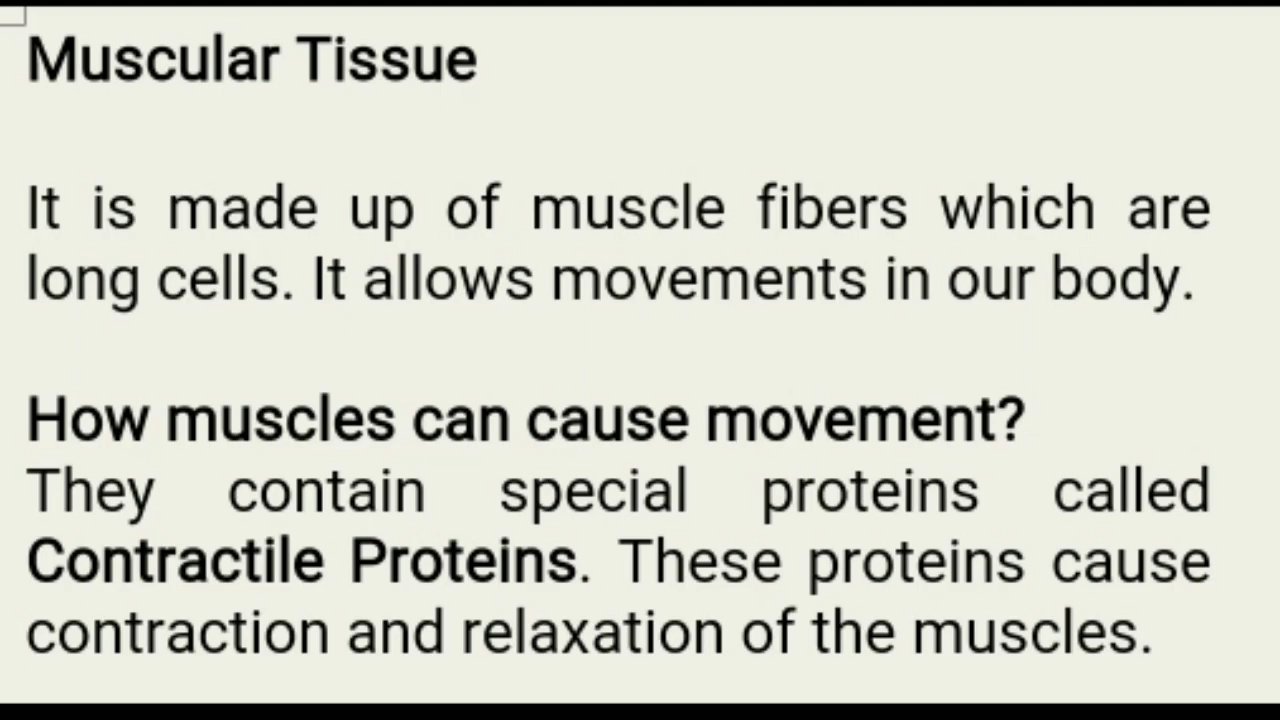 Muscular Tissue
It is made up of muscle fibers which are
long cells. It allows movements in our body.
How muscles can cause movement?
They contain special proteins called
Contractile Proteins. These proteins cause
contraction and relaxation of the muscles.